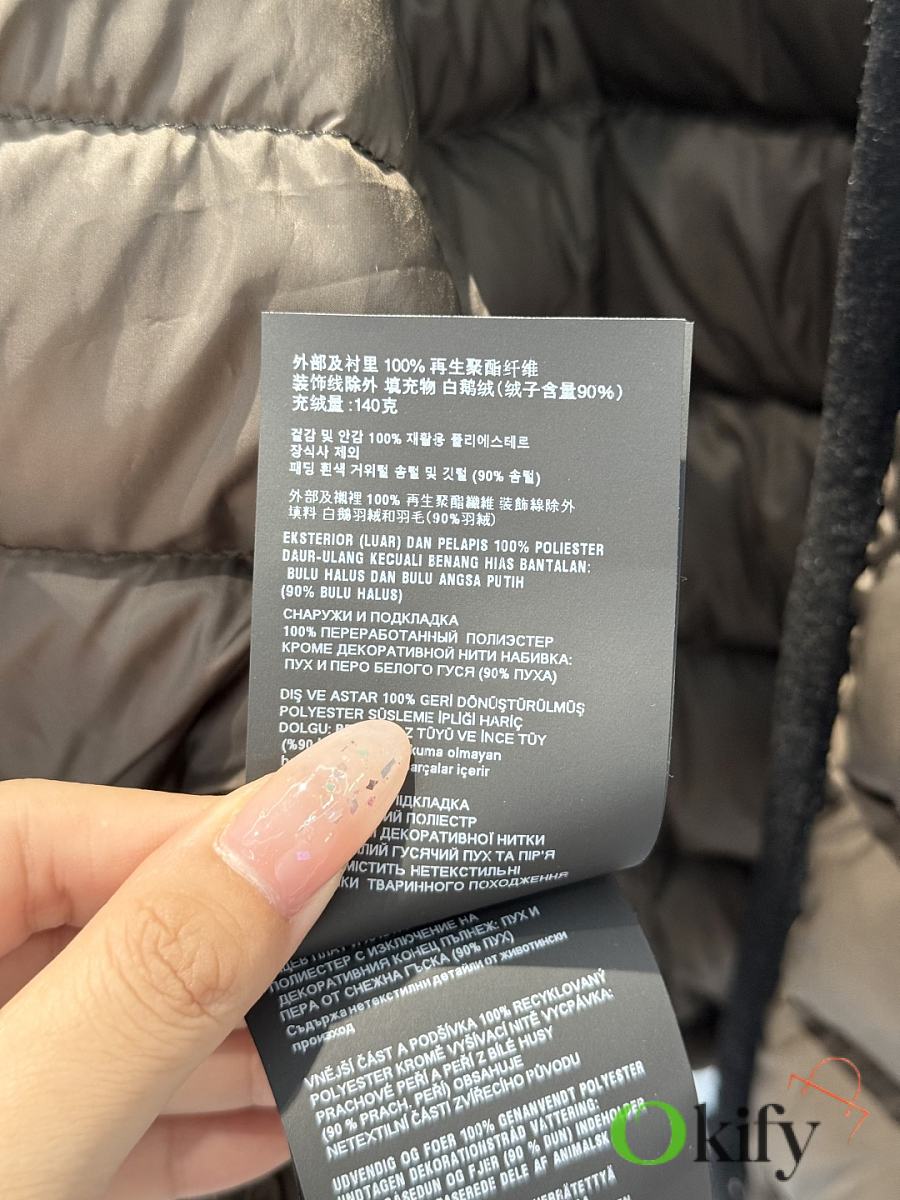 外部及衬里 100% 再生聚酯纤维
装饰线除外 填充物 白鹅绒(绒子含量90%)
充绒量:140克
겉감 및 안감 100% 재활용 폴리에스테르
장식사 제외
패딩 흰색 거위털 솜털 및 깃털 (90% 솜털)
外部及襯裡 100% 再生聚酯纖維 裝飾線除外
填料 白鵝羽絨和羽毛(90%羽絨)
EKSTERIOR (LUAR) DAN PELAPIS 100% POLIESTER
DAUR-ULANG KECUALI BENANG HIAS BANTALAN:
BULU HALUS DAN BULU ANGSA PUTIH
(90% BULU HALUS)
СНАРУЖИ И ПОДКЛАДКА
100% ПЕРЕРАБОТАННЫЙ ПОЛИЭСТЕР
КРОМЕ ДЕКОРАТИВНОЙ НИТИ НАБИВКА:
ПУХ И ПЕРО БЕЛОГО ГУСЯ (90% ПУХА)
DIŞ VE ASTAR 100% GERİ DÖNÜŞTÜRÜLMÜŞ
POLYESTER SÜSLEME İPLİĞİ HARİÇ
DOLGU: TÜYÜ VE İNCE TÜY
(%90 olmayan
içerir
ПОЛІЕСТР
ДЕКОРАТИВНОЇ НИТКИ
ГУСЯЧИЙ ПУХ ТА ПІР'Я
НЕТЕКСТИЛЬНІ
ТВАРИННОГО ПОХОДЖЕННЯ
ПОЛИЕСТЕР С ИЗКЛЮЧЕНИЕ НА
ДЕКОРАТИВНИЯ КОНЕЦ ПЪЛНЕЖ: ПУХ И
ПЕРА ОТ СНЕЖНА ГЪСКА (90% ПУХ)
Съдържа нетекстилни детайли от животински
произход
VNĚJŠÍ ČÁST A PODŠÍVKA 100% RECYKLOVANÝ
POLYESTER KROMĚ VYŠÍVACÍ NITĚ VYCPÁVKA:
PRACHOVÉ PEŘÍ A PEŘÍ Z BÍLÉ HUSY
(90 % PRACH. PEŘÍ) OBSAHUJE
NETEXTILNÍ ČÁSTI ZVÍŘECÍHO PŮVODU
UDVENDIG OG FOER 100% GENANVENDT POLYESTER
UNDTAGEN DEKORATIONSTRÅD VATTERING:
OG FJER (90 % DUN) INDEHOLDER
DELE AF ANIMALSK
Okify